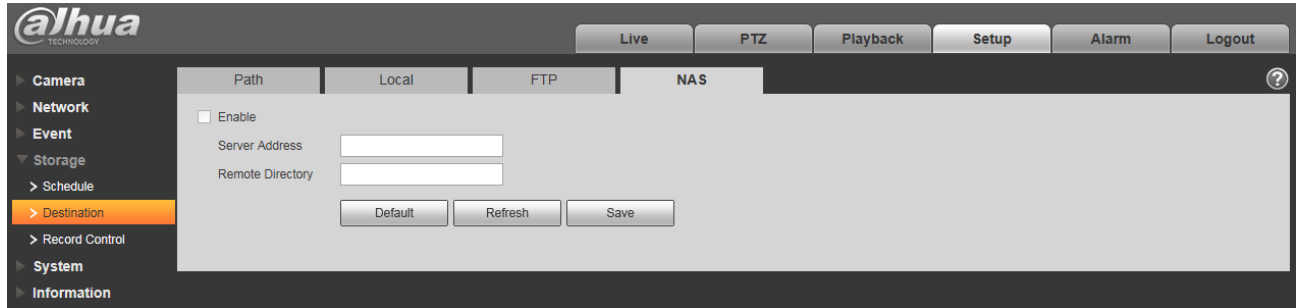 alhua
TECHNOLOGY
Live PTZ Playback Setup Alarm Logout
Path Local FTP NAS
?
Camera
Network
Event
Storage
> Schedule
> Destination
> Record Control
System
Information
Enable
Server Address
Remote Directory
Default Refresh Save